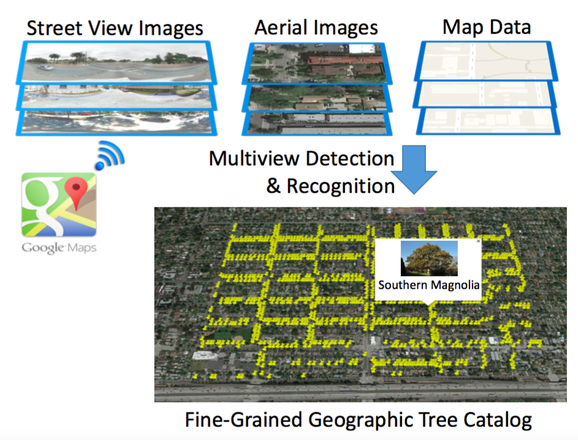 Street View Images
Aerial Images
Map Data
Multiview Detection
& Recognition
Google Maps
Southern Magnolia
Fine-Grained Geographic Tree Catalog